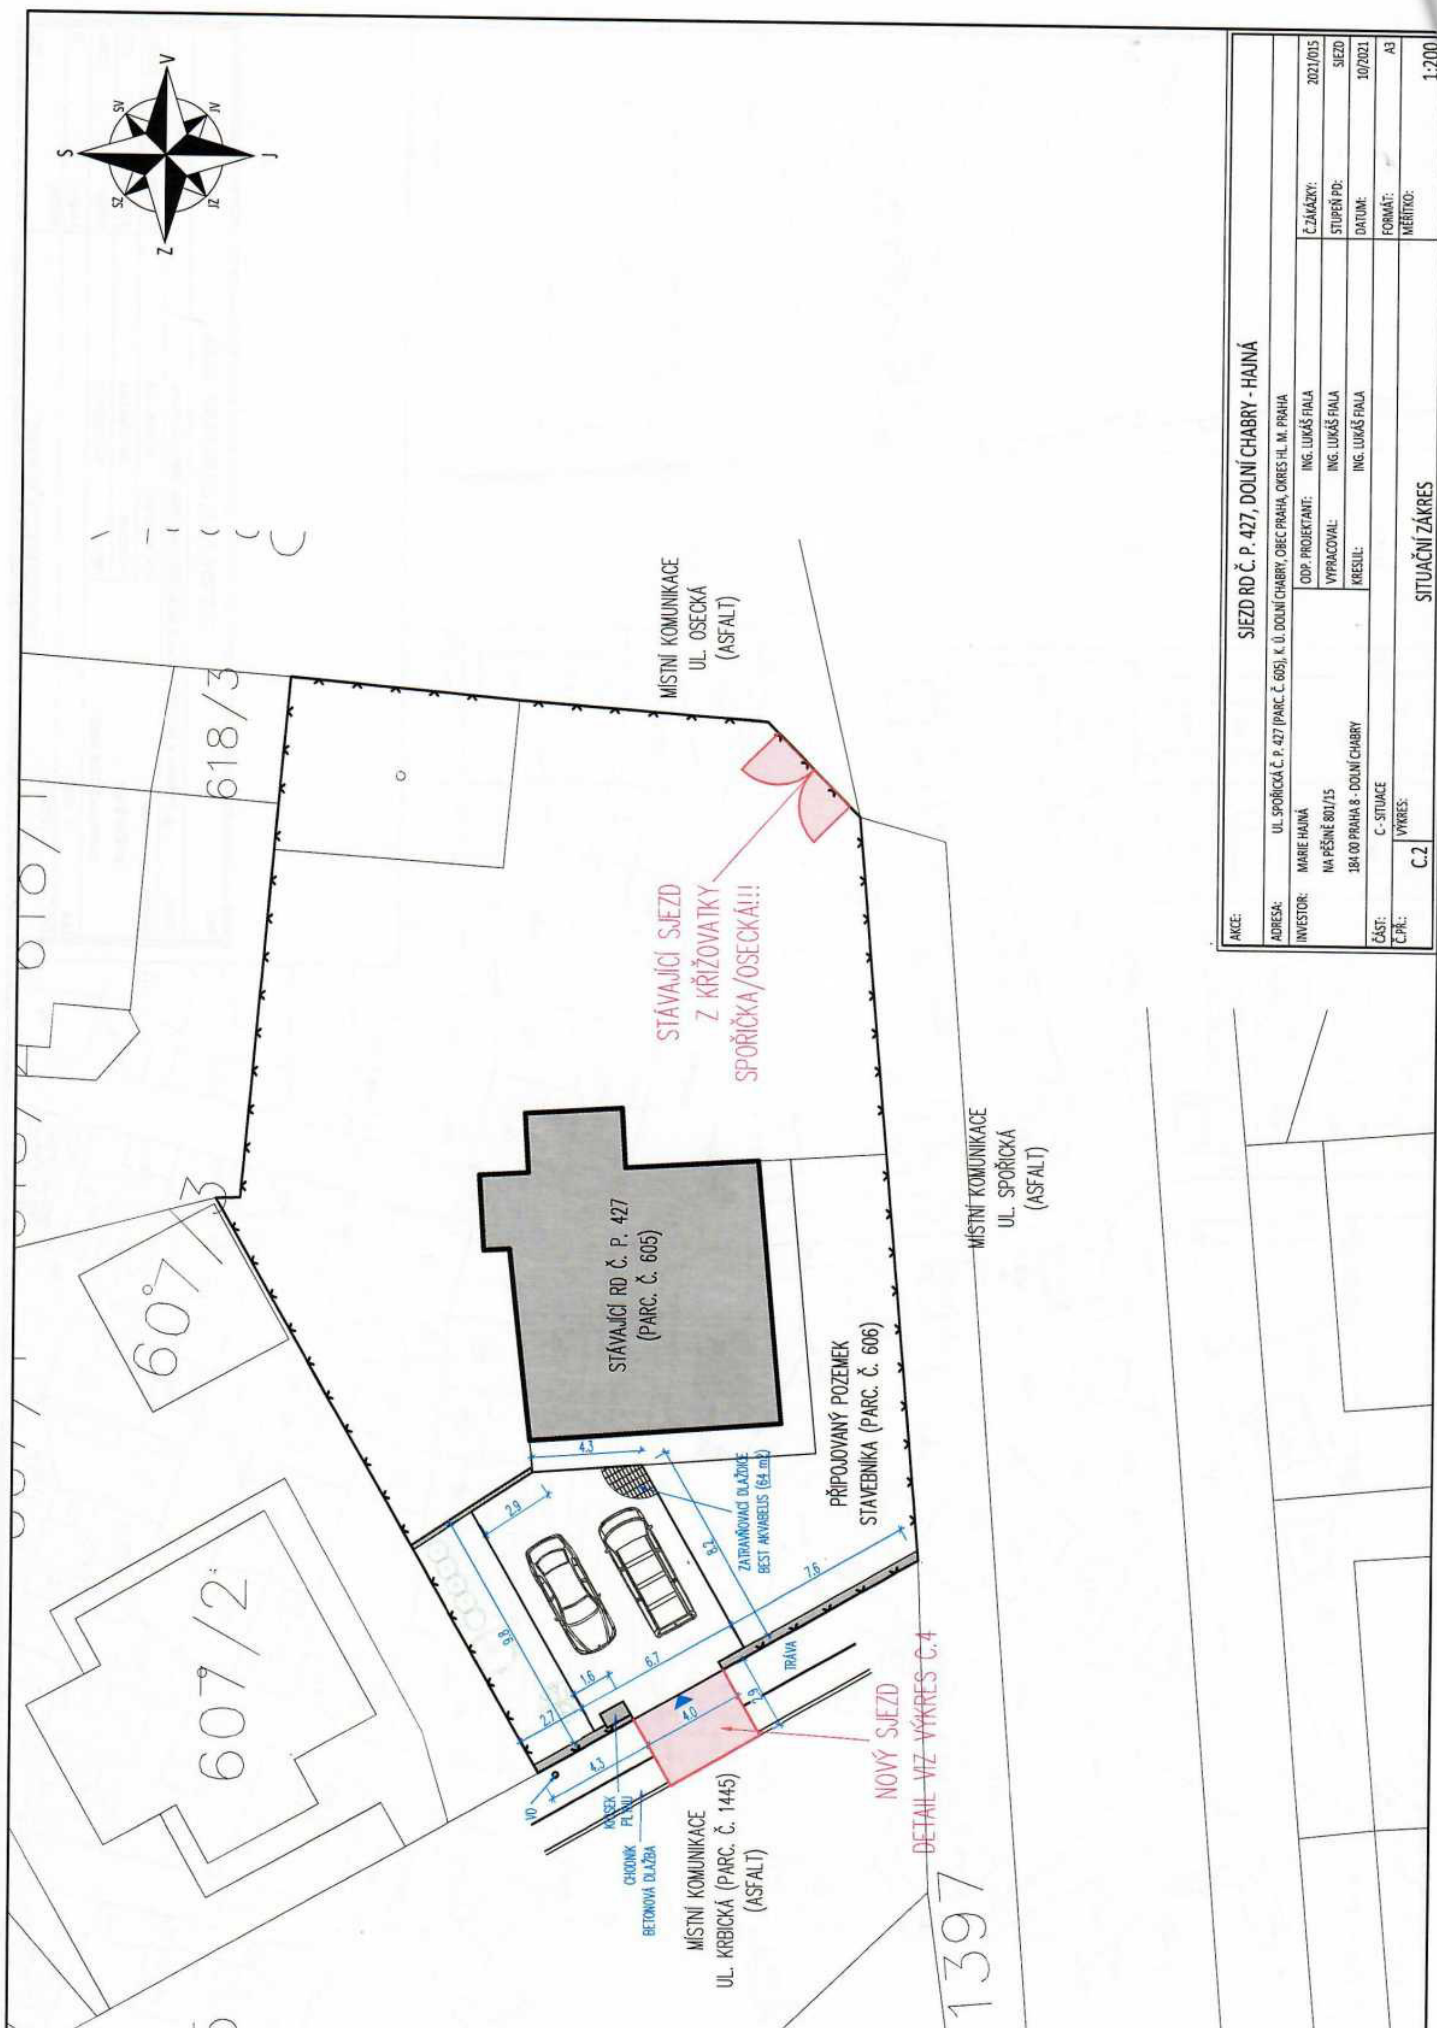 S
SV
V
JV
J
JZ
Z
SZ
618/3
607/3
607/2
1397
MÍSTNÍ KOMUNIKACE
UL. OSECKÁ
(ASFALT)
STÁVAJÍCÍ SJEZD
Z KŘIŽOVATKY
SPOŘIČKA/OSECKÁ!!!
STÁVAJÍCÍ RD Č. P. 427
(PARC. Č. 605)
MÍSTNÍ KOMUNIKACE
UL. SPOŘICKÁ
(ASFALT)
PŘIPOJOVANÝ POZEMEK
STAVEBNÍKA (PARC. Č. 606)
ZATRAVŇOVACÍ DLAŽDICE
BEST AKVABELIS (64 m2)
4.3
2.9
8.2
9.8
7.6
1.6
6.7
2.7
4.0
2.9
4.3
TRÁVA
VO
PLYNU
CHODNÍK
BETONOVÁ DLAŽBA
MÍSTNÍ KOMUNIKACE
UL. KRBICKÁ (PARC. Č. 1445)
(ASFALT)
NOVÝ SJEZD
DETAIL VIZ VÝKRES C.4
AKCE: SJEZD RD Č. P. 427, DOLNÍ CHABRY - HAJNÁ
ADRESA: UL. SPOŘICKÁ Č. P. 427 (PARC. Č. 605), K. Ú. DOLNÍ CHABRY, OBEC PRAHA, OKRES HL. M. PRAHA
INVESTOR: MARIE HAJNÁ ODP. PROJEKTANT: ING. LUKÁŠ FIALA Č.ZÁKÁZKY: 2021/015
NA PĚŠINĚ 801/15 VYPRACOVAL: ING. LUKÁŠ FIALA STUPEŇ PD: SJEZD
184 00 PRAHA 8 - DOLNÍ CHABRY KRESLIL: ING. LUKÁŠ FIALA DATUM: 10/2021
ČÁST: C - SITUACE FORMÁT: A3
Č.PŘ.: C.2 VÝKRES: SITUAČNÍ ZÁKRES MĚŘÍTKO: 1:200